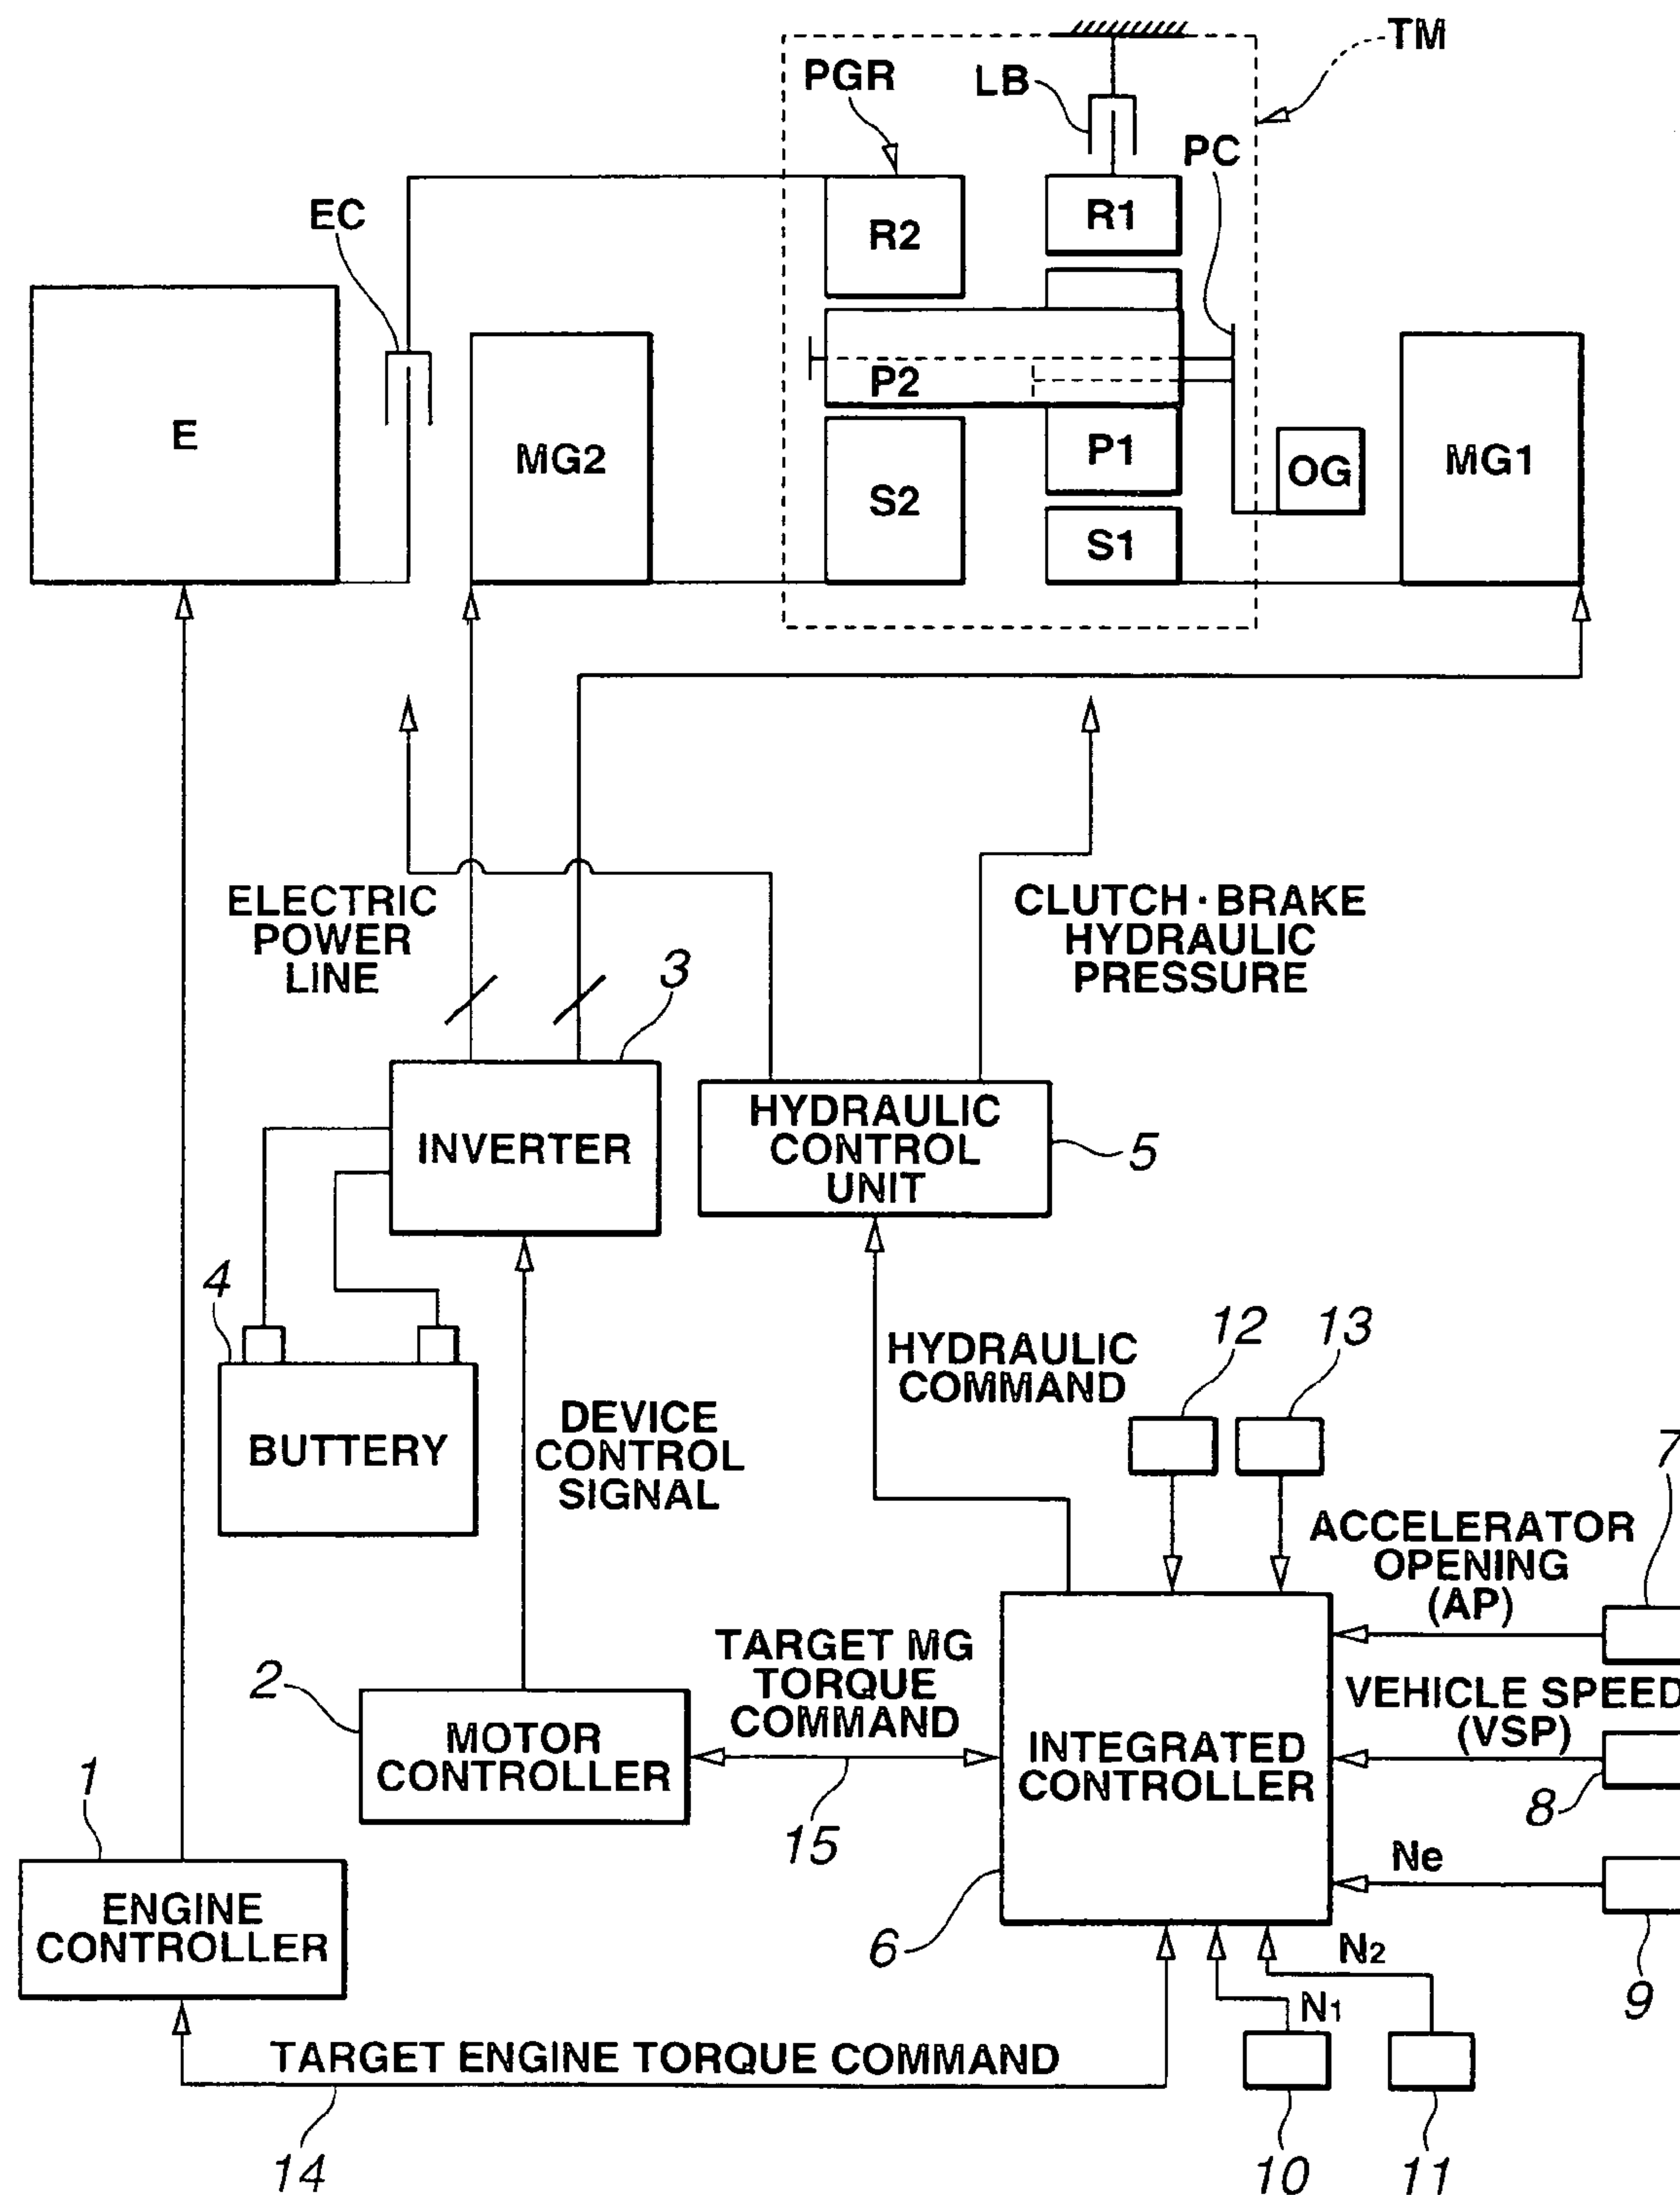 TM
PGR
LB
PC
EC
R2
R1
E
MG2
P2
P1
S2
S1
OG
MG1
ELECTRIC
POWER
LINE
CLUTCH · BRAKE
HYDRAULIC
PRESSURE
3
INVERTER
HYDRAULIC
CONTROL
UNIT
5
4
BUTTERY
DEVICE
CONTROL
SIGNAL
HYDRAULIC
COMMAND
12
13
7
ACCELERATOR
OPENING
(AP)
TARGET MG
TORQUE
COMMAND
2
MOTOR
CONTROLLER
15
INTEGRATED
CONTROLLER
6
VEHICLE SPEED
(VSP)
8
Ne
9
1
ENGINE
CONTROLLER
N2
N1
TARGET ENGINE TORQUE COMMAND
14
10
11